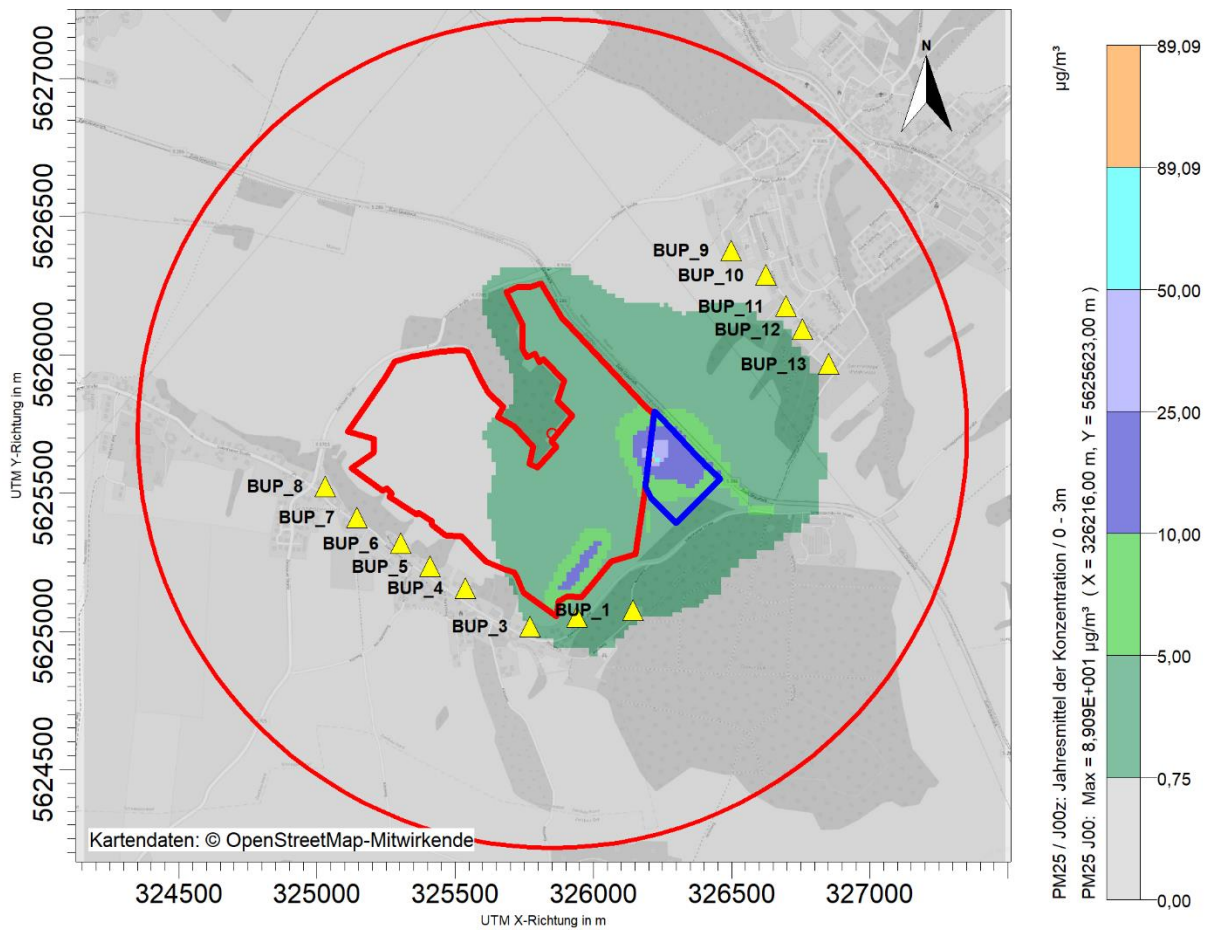 5627000
5626500
5626000
5625500
5625000
5624500
UTM Y-Richtung in m
N
BUP_9
BUP_10
BUP_11
BUP_12
BUP_13
BUP_8
BUP_7
BUP_6
BUP_5
BUP_4
BUP_3
BUP_1
Kartendaten: © OpenStreetMap-Mitwirkende
324500 325000 325500 326000 326500 327000
UTM X-Richtung in m
PM25 / J00z: Jahresmittel der Konzentration / 0 - 3m
µg/m³
PM25 J00: Max = 8,909E+001 µg/m³ ( X = 326216,00 m, Y = 5625623,00 m )
89,09
89,09
50,00
25,00
10,00
5,00
0,75
0,00